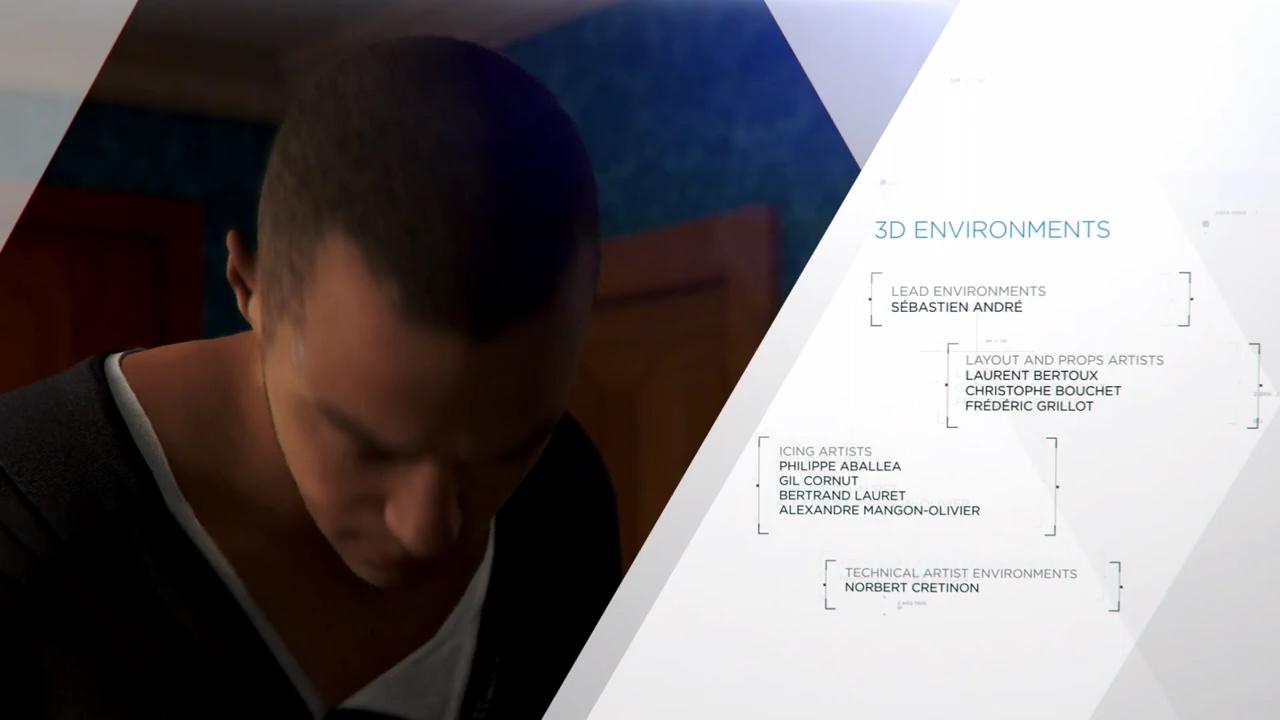 3D ENVIRONMENTS
LEAD ENVIRONMENTS
SÉBASTIEN ANDRÉ
LAYOUT AND PROPS ARTISTS
LAURENT BERTOUX
CHRISTOPHE BOUCHET
FRÉDÉRIC GRILLOT
ICING ARTISTS
PHILIPPE ABALLEA
GIL CORNUT
BERTRAND LAURET
ALEXANDRE MANGON-OLIVIER
TECHNICAL ARTIST ENVIRONMENTS
NORBERT CRETINON